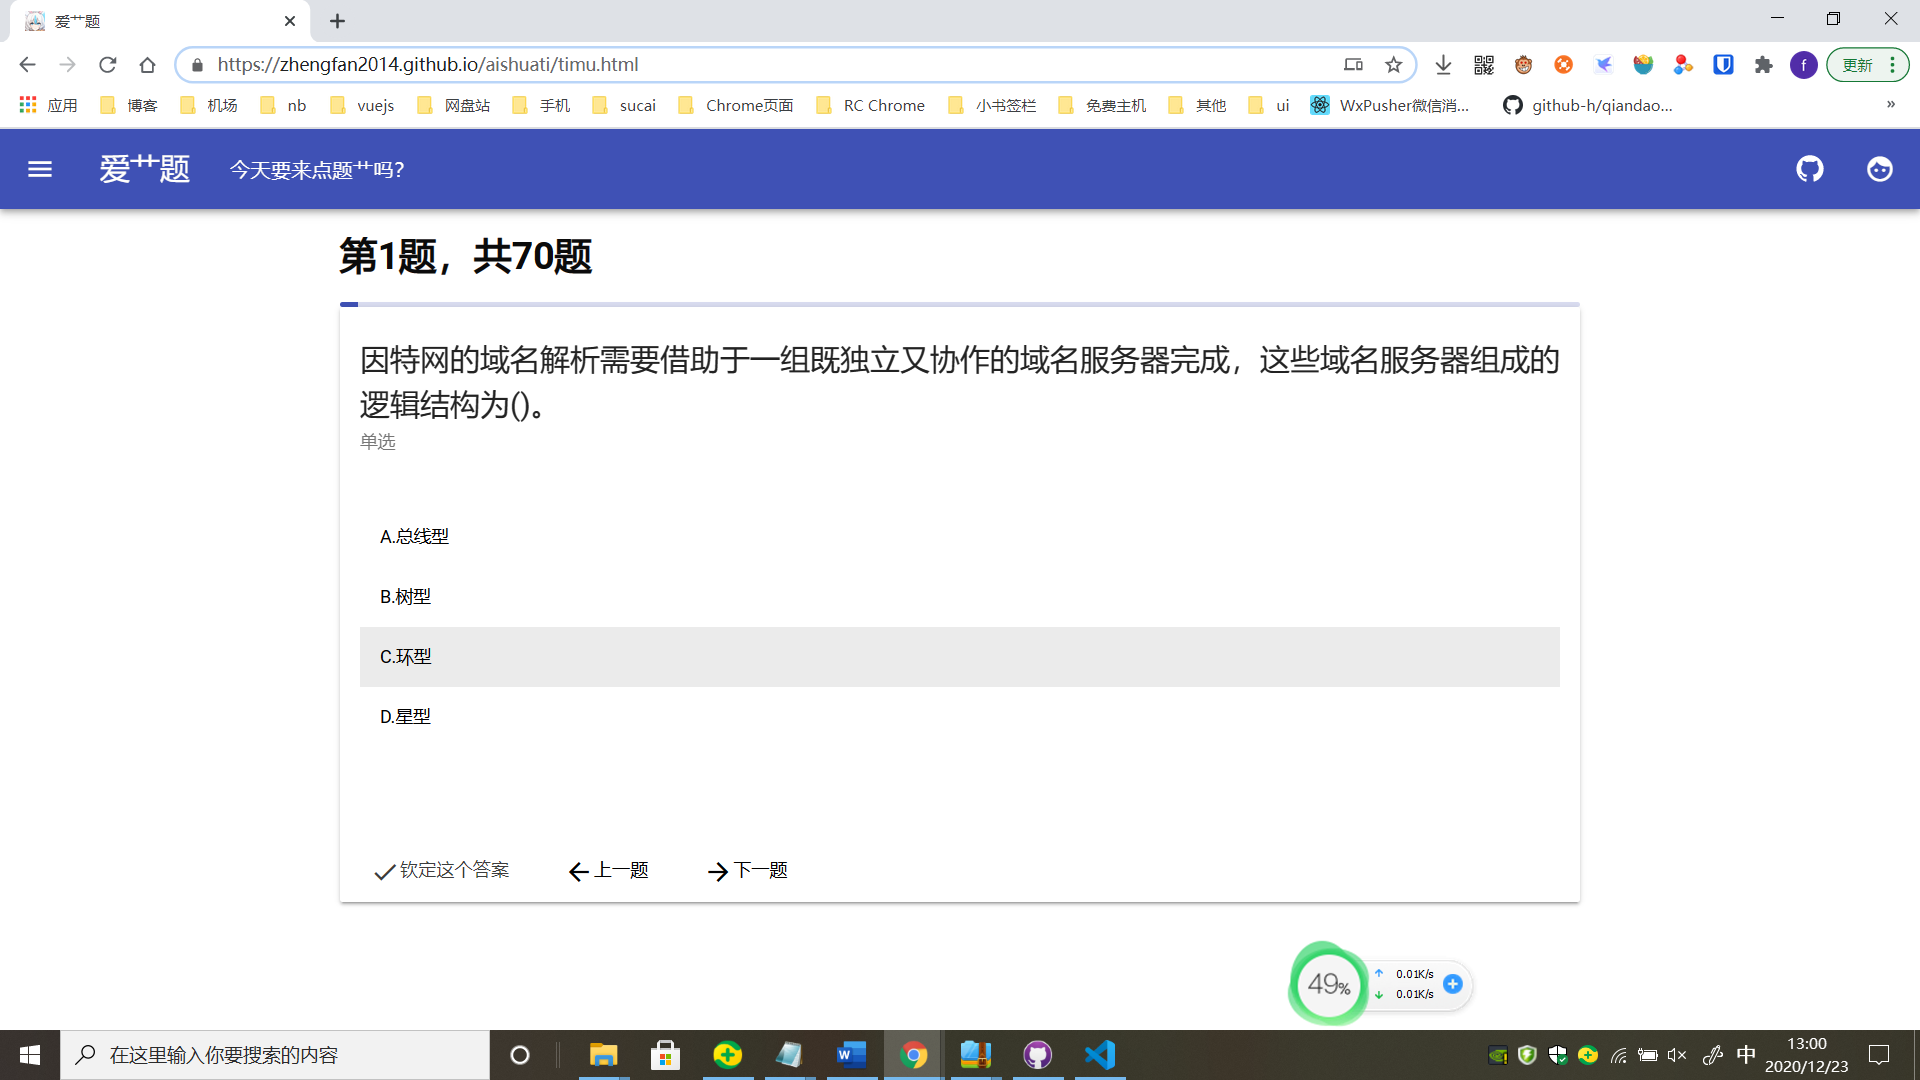 爱艹题
https://zhengfan2014.github.io/aishuati/timu.html
f
更新
应用
博客
机场
nb
vuejs
网盘站
手机
sucai
Chrome页面
RC Chrome
小书签栏
免费主机
其他
ui
WxPusher微信消...
github-h/qiandao...
»
爱艹题
今天要来点题艹吗？
第1题，共70题
因特网的域名解析需要借助于一组既独立又协作的域名服务器完成，这些域名服务器组成的
逻辑结构为()。
单选
A.总线型
B.树型
C.环型
D.星型
钦定这个答案
上一题
下一题
49%
0.01K/s
0.01K/s
在这里输入你要搜索的内容
中
13:00
2020/12/23